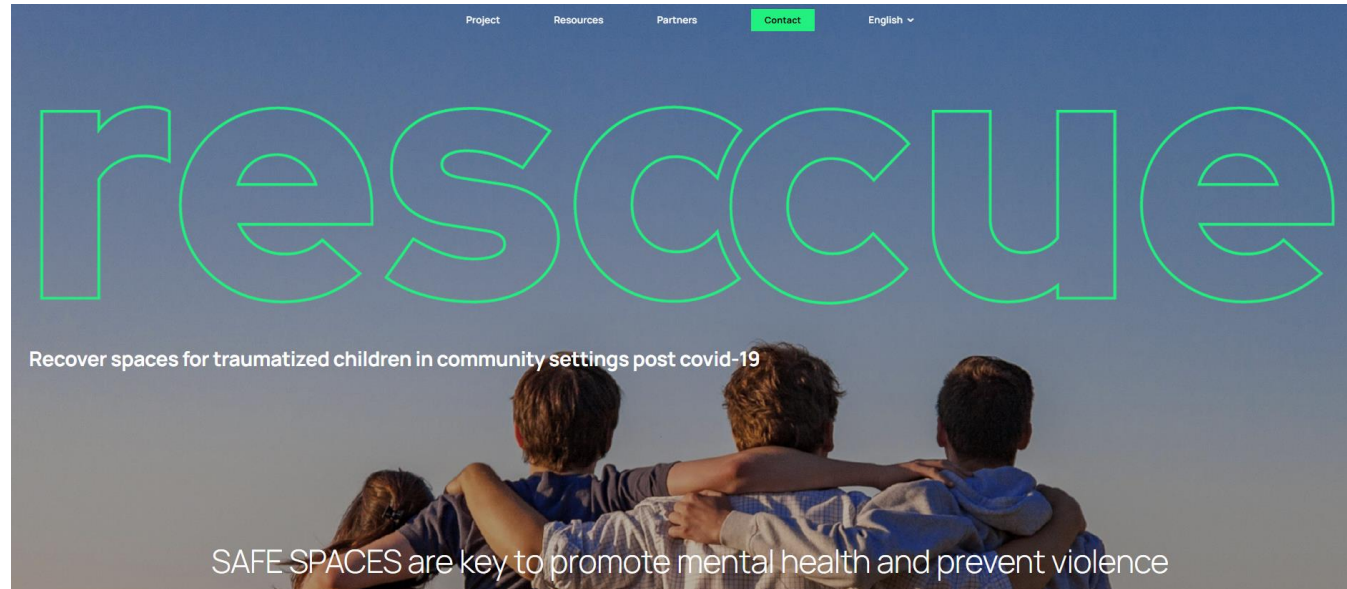 Project Resources Partners Contact English
resccue
Recover spaces for traumatized children in community settings post covid-19
SAFE SPACES are key to promote mental health and prevent violence